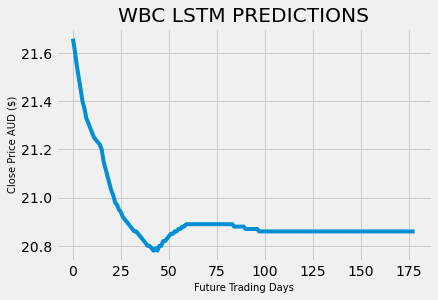 WBC LSTM PREDICTIONS
Close Price AUD ($)
21.6
21.4
21.2
21.0
20.8
0 25 50 75 100 125 150 175
Future Trading Days